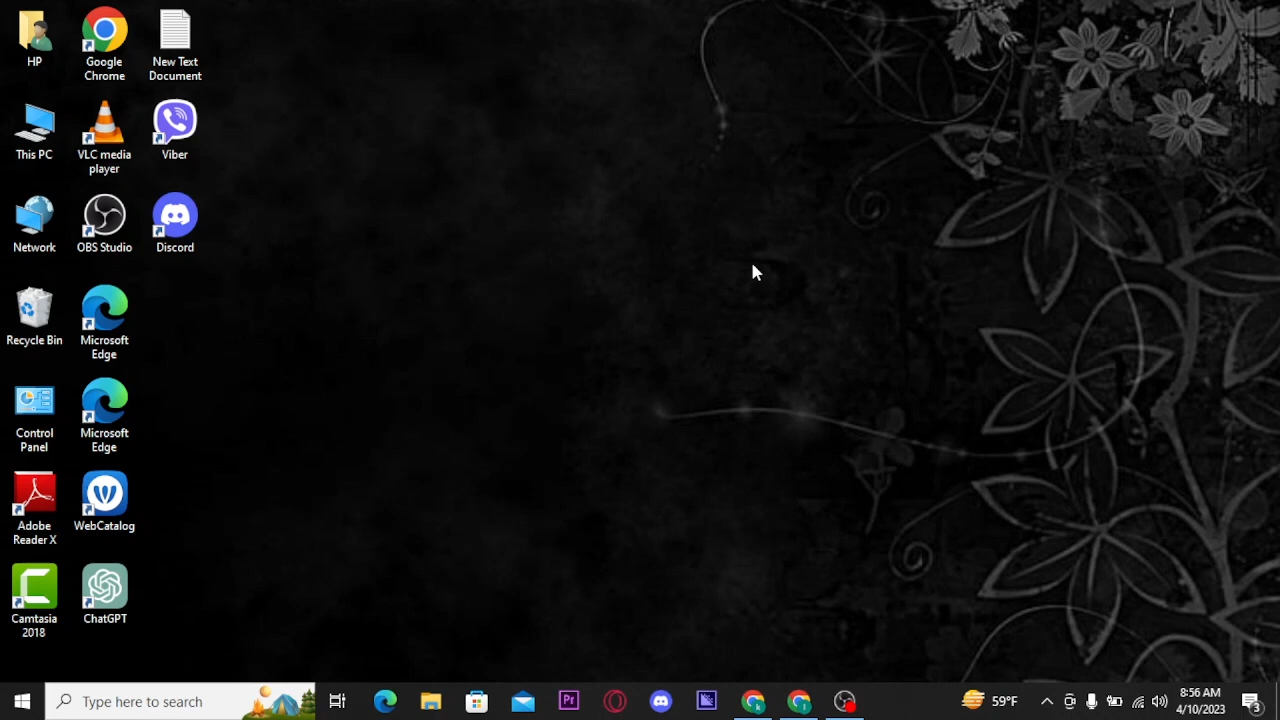 HP
Google
Chrome
New Text
Document
This PC
VLC media
player
Viber
Network
OBS Studio
Discord
Recycle Bin
Microsoft
Edge
Control
Panel
Microsoft
Edge
Adobe
Reader X
WebCatalog
Camtasia
2018
ChatGPT
Type here to search
Pr
k
f
59°F
8:56 AM
4/10/2023
3